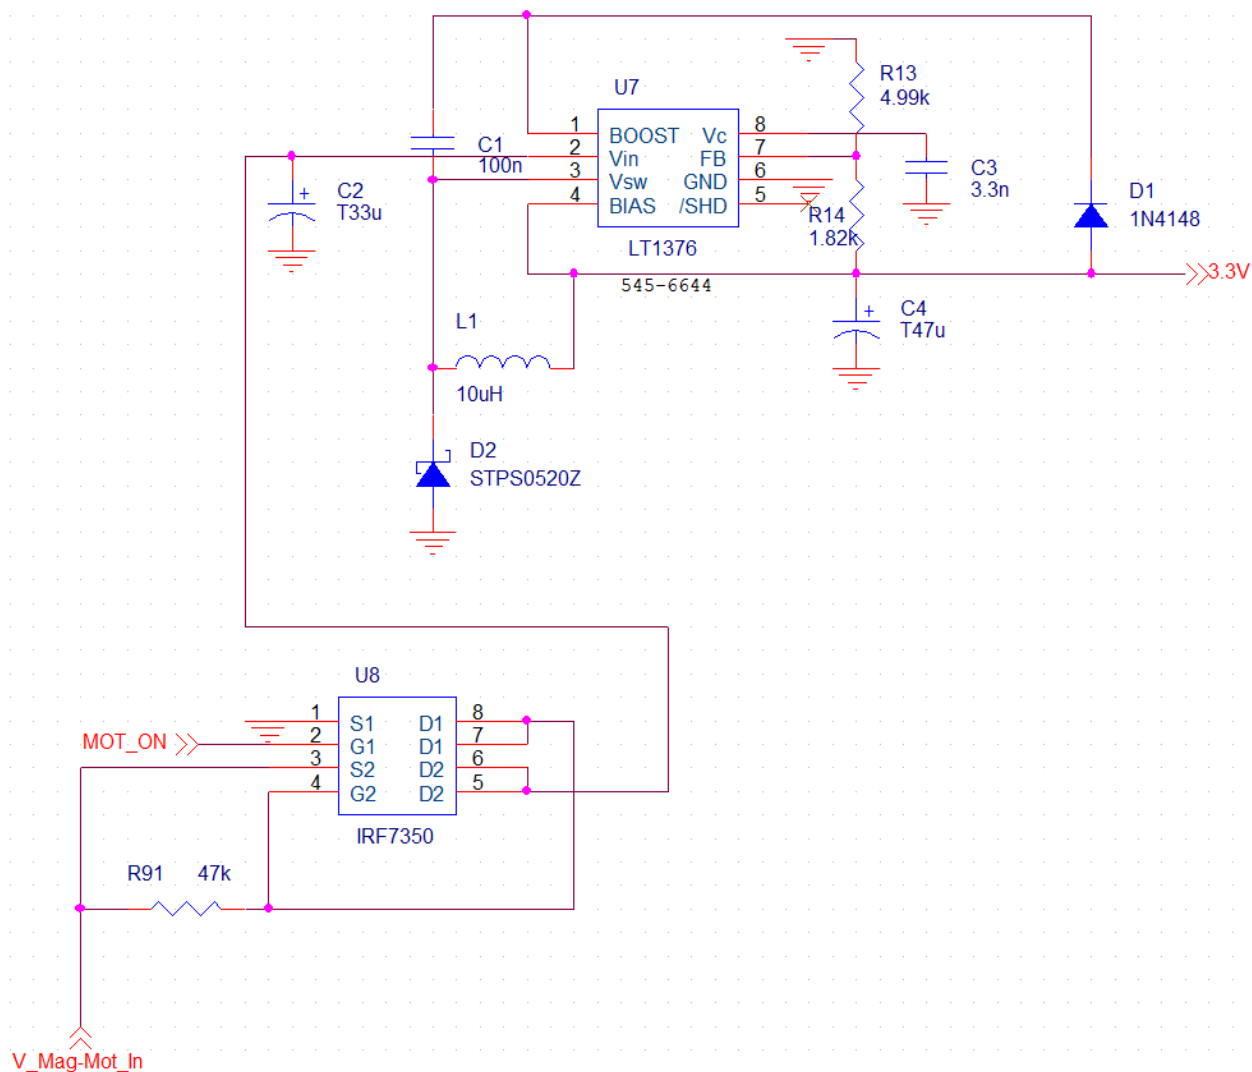 R13
4.99k
U7
1
8
BOOST
Vc
C1
100n
2
7
Vin
FB
3
6
Vsw
GND
4
5
BIAS
/SHD
C2
+
T33u
C3
3.3n
D1
1N4148
R14
1.82k
LT1376
545-6644
3.3V
L1
10uH
C4
+
T47u
D2
STPS0520Z
U8
1
8
S1
D1
MOT_ON
2
7
G1
D1
3
6
S2
D2
4
5
G2
D2
IRF7350
R91 47k
V_Mag-Mot_In